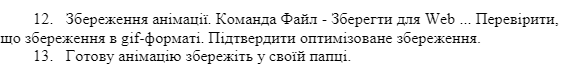 12. Збереження анімації. Команда Файл - Зберегти для Web ... Перевірити,
що збереження в gif-форматі. Підтвердити оптимізоване збереження.
13. Готову анімацію збережіть у своїй папці.